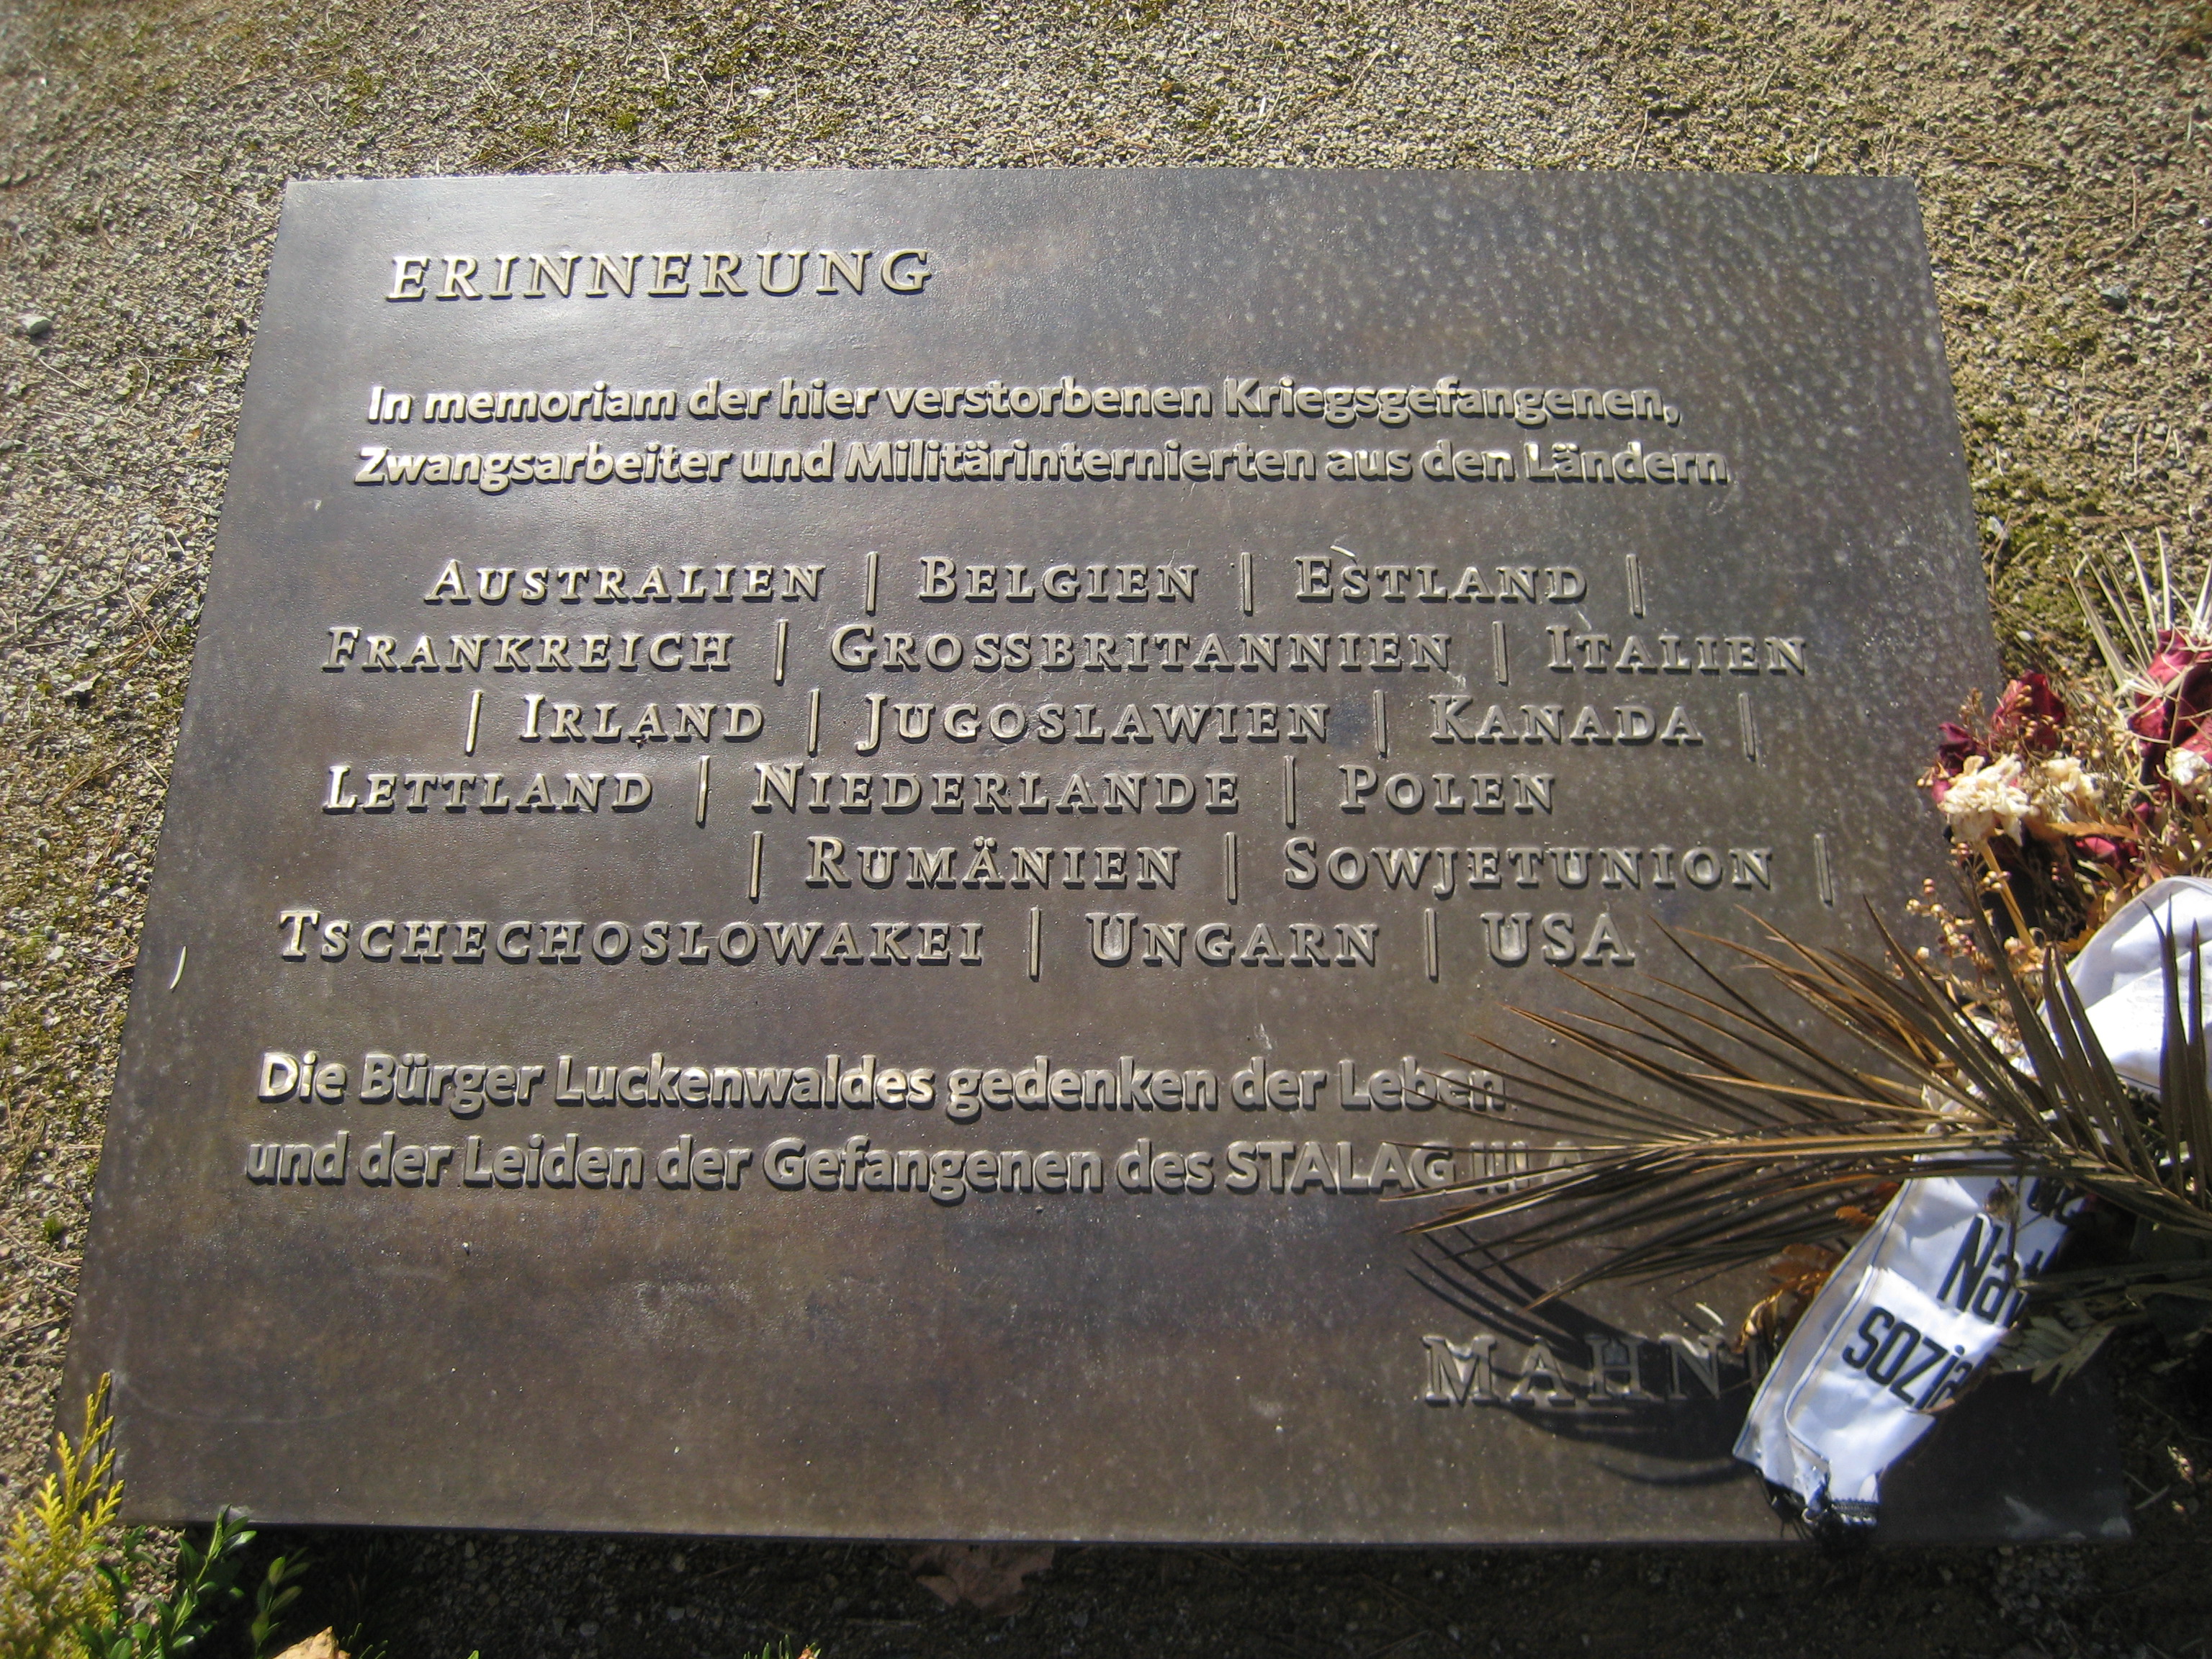 ERINNERUNG
In memoriam der hier verstorbenen Kriegsgefangenen,
Zwangsarbeiter und Militärinternierten aus den Ländern
AUSTRALIEN | BELGIEN | ESTLAND |
FRANKREICH | GROSSBRITANNIEN | ITALIEN
| IRLAND | JUGOSLAWIEN | KANADA |
LETTLAND | NIEDERLANDE | POLEN
| RUMÄNIEN | SOWJETUNION |
TSCHECHOSLOWAKEI | UNGARN | USA
Die Bürger Luckenwaldes gedenken der Leben
und der Leiden der Gefangenen des STALAG III A